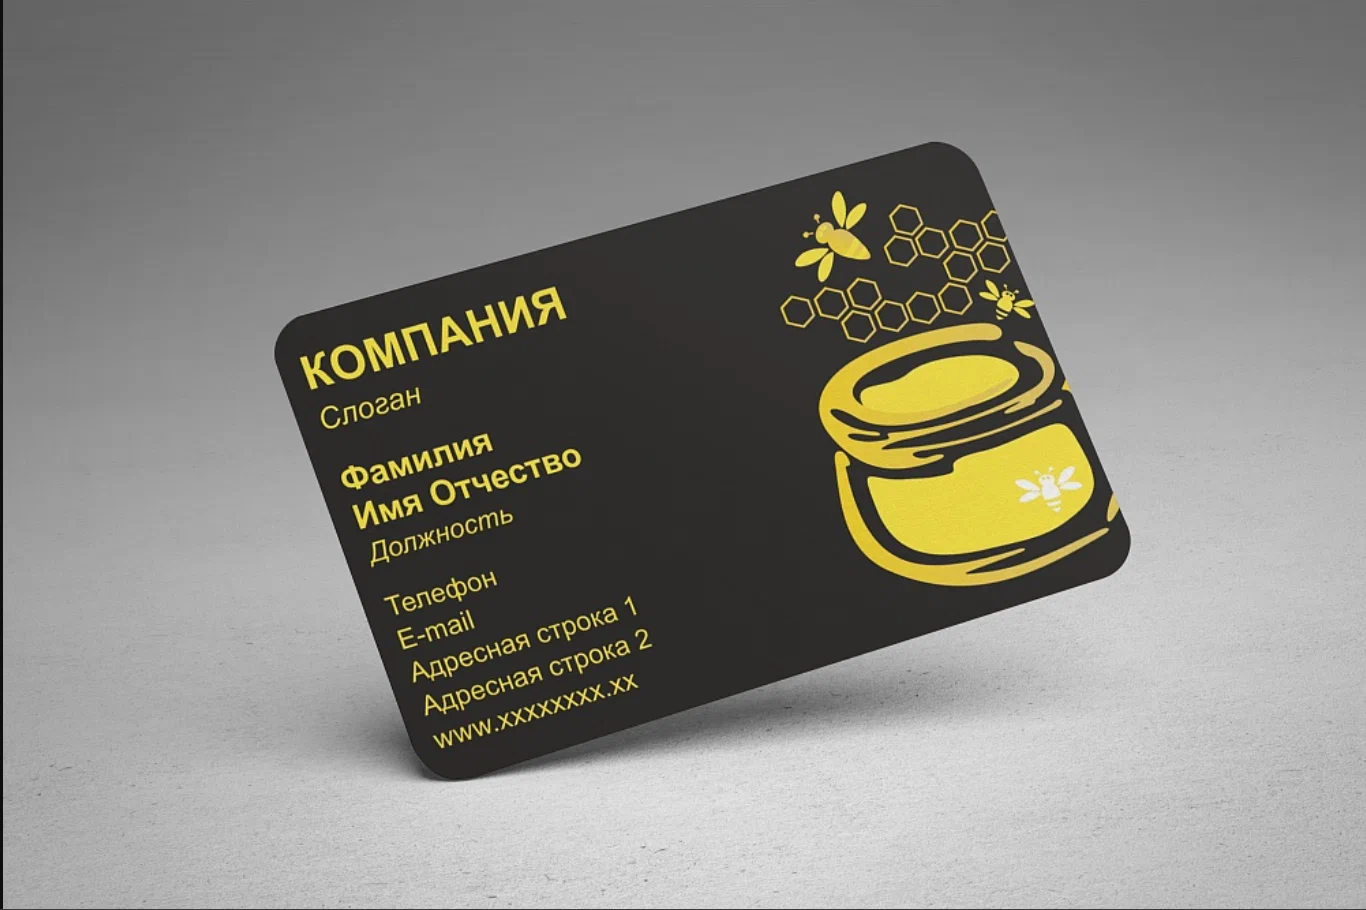 КОМПАНИЯ
Слоган
Фамилия
Имя Отчество
Должность
Телефон
E-mail
Адресная строка 1
Адресная строка 2
www.xxxxxxxx.xx